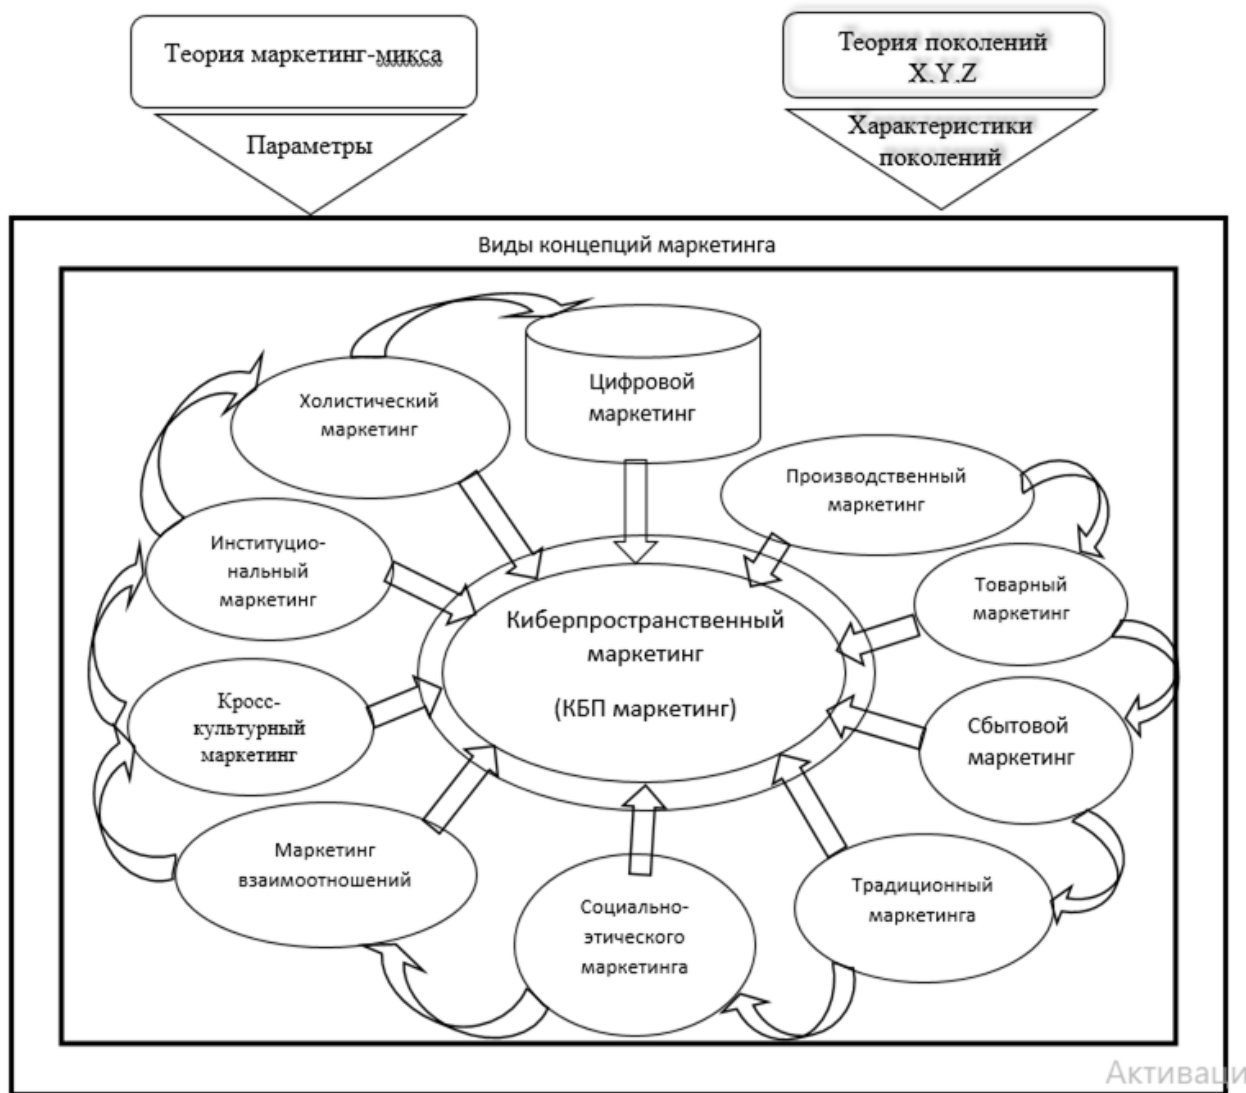 Теория маркетинг-микса
Параметры
Теория поколений
X.Y.Z
Характеристики
поколений
Виды концепций маркетинга
Цифровой
маркетинг
Холистический
маркетинг
Производственный
маркетинг
Институцио-
нальный
маркетинг
Товарный
маркетинг
Киберпространственный
маркетинг
(КБП маркетинг)
Кросс-
культурный
маркетинг
Сбытовой
маркетинг
Маркетинг
взаимоотношений
Социально-
этического
маркетинга
Традиционный
маркетинга
Активаци